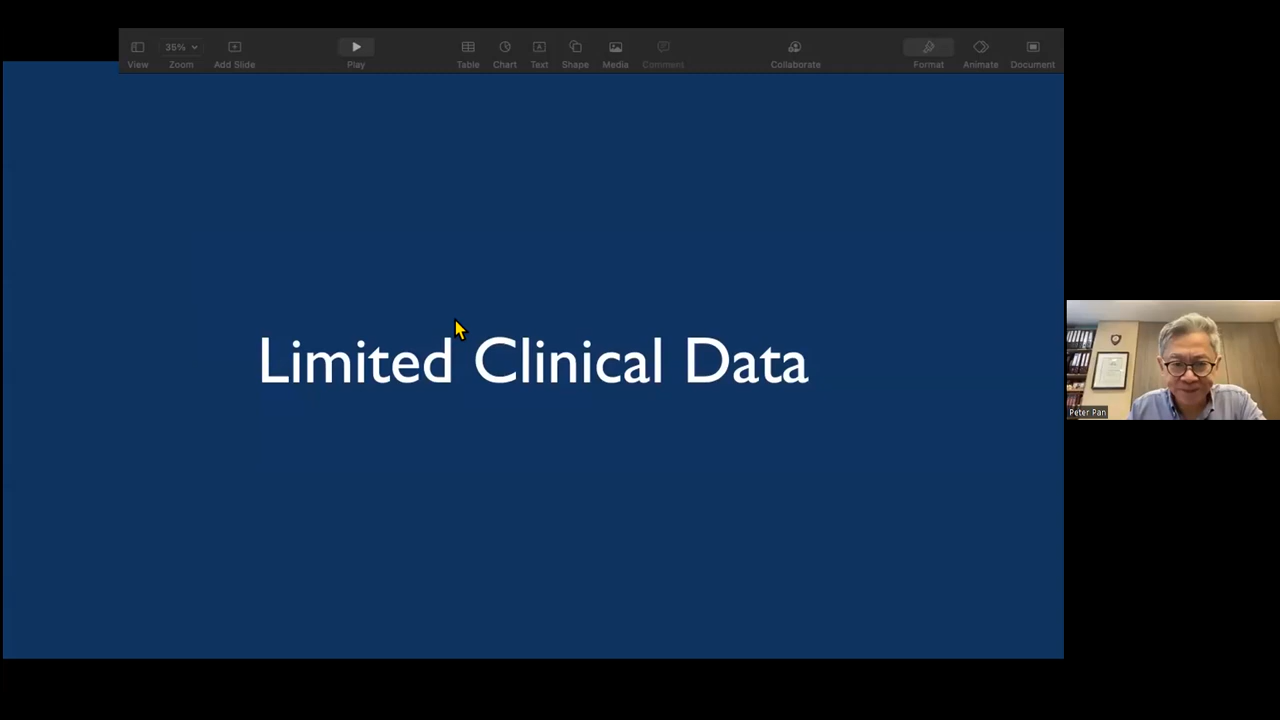 35%
View
Zoom
Add Slide
Play
Table
Chart
Text
Shape
Media
Comment
Collaborate
Format
Animate
Document
Limited Clinical Data
Peter Pan